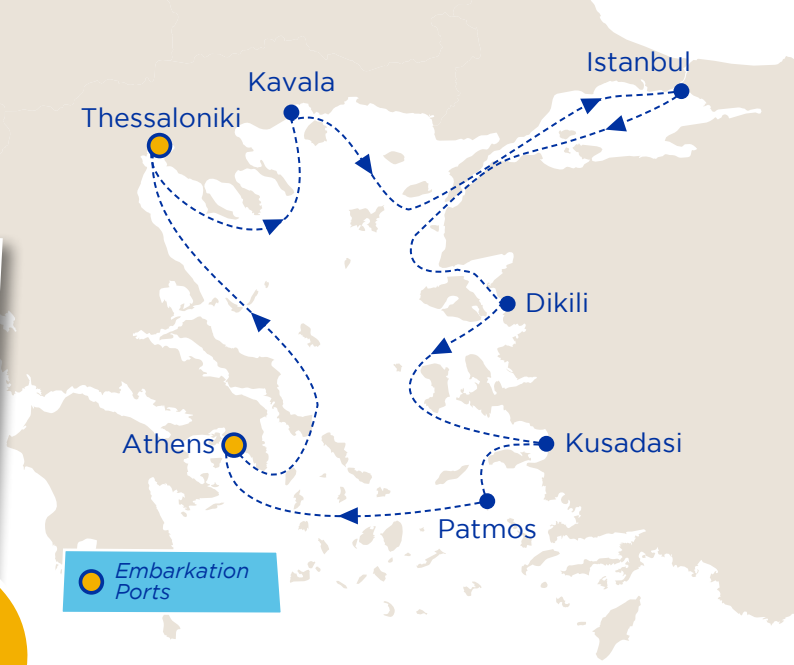 Istanbul
Kavala
Thessaloniki
Dikili
Athens
Kusadasi
Patmos
Embarkation
Ports